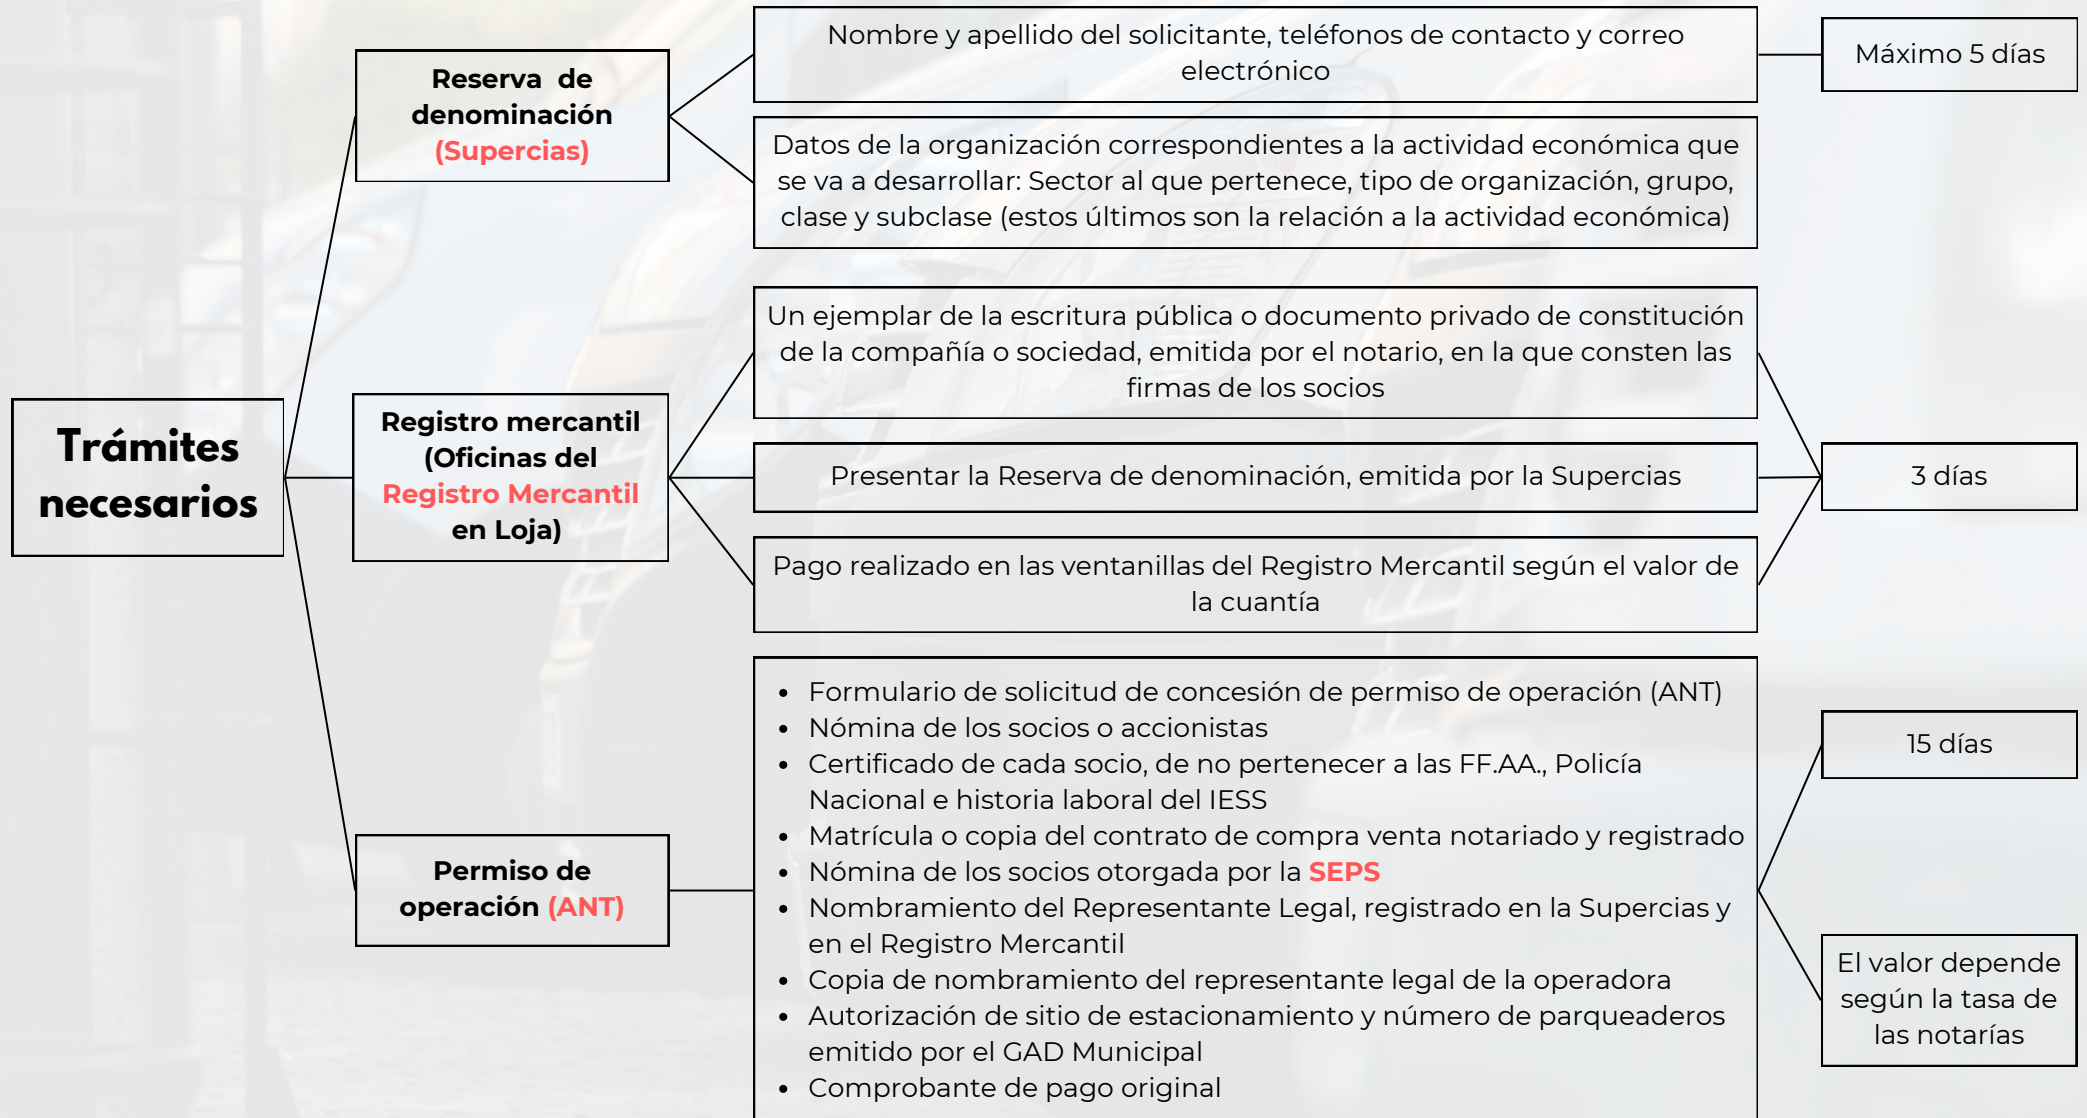 Trámites
necesarios
Reserva de
denominación
(Supercias)
Nombre y apellido del solicitante, teléfonos de contacto y correo
electrónico
Máximo 5 días
Datos de la organización correspondientes a la actividad económica que
se va a desarrollar: Sector al que pertenece, tipo de organización, grupo,
clase y subclase (estos últimos son la relación a la actividad económica)
Registro mercantil
(Oficinas del
Registro Mercantil
en Loja)
Un ejemplar de la escritura pública o documento privado de constitución
de la compañía o sociedad, emitida por el notario, en la que consten las
firmas de los socios
Presentar la Reserva de denominación, emitida por la Supercias
Pago realizado en las ventanillas del Registro Mercantil según el valor de
la cuantía
3 días
Permiso de
operación (ANT)
• Formulario de solicitud de concesión de permiso de operación (ANT)
• Nómina de los socios o accionistas
• Certificado de cada socio, de no pertenecer a las FF.AA., Policía
Nacional e historia laboral del IESS
• Matrícula o copia del contrato de compra venta notariado y registrado
• Nómina de los socios otorgada por la SEPS
• Nombramiento del Representante Legal, registrado en la Supercias y
en el Registro Mercantil
• Copia de nombramiento del representante legal de la operadora
• Autorización de sitio de estacionamiento y número de parqueaderos
emitido por el GAD Municipal
• Comprobante de pago original
15 días
El valor depende
según la tasa de
las notarías